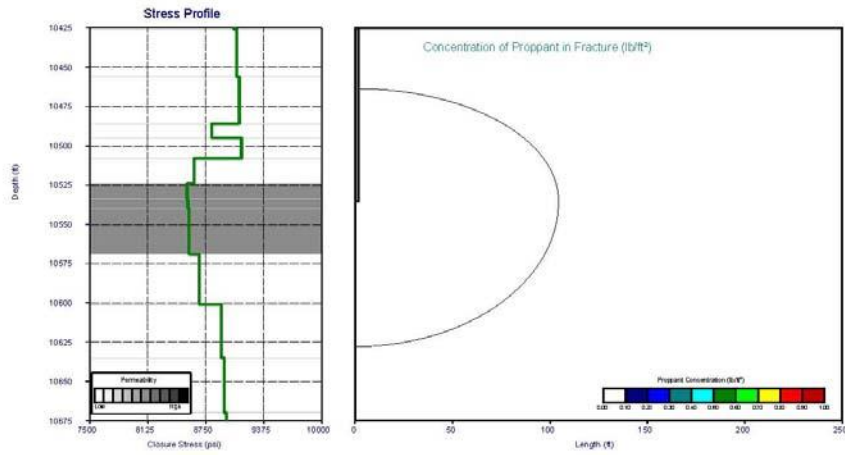 Stress Profile
Concentration of Proppant in Fracture (lb/ft²)
Depth (ft)
10425
10450
10475
10500
10525
10550
10575
10600
10625
10650
10575
Permeability
Low
High
7500 8125 8750 9375 10000
Closure Stress (psi)
Proppant Concentration (lb/ft²)
0.00 0.10 0.20 0.30 0.40 0.50 0.60 0.70 0.80 0.90 1.00
0 50 100 150 200 250
Length (ft)